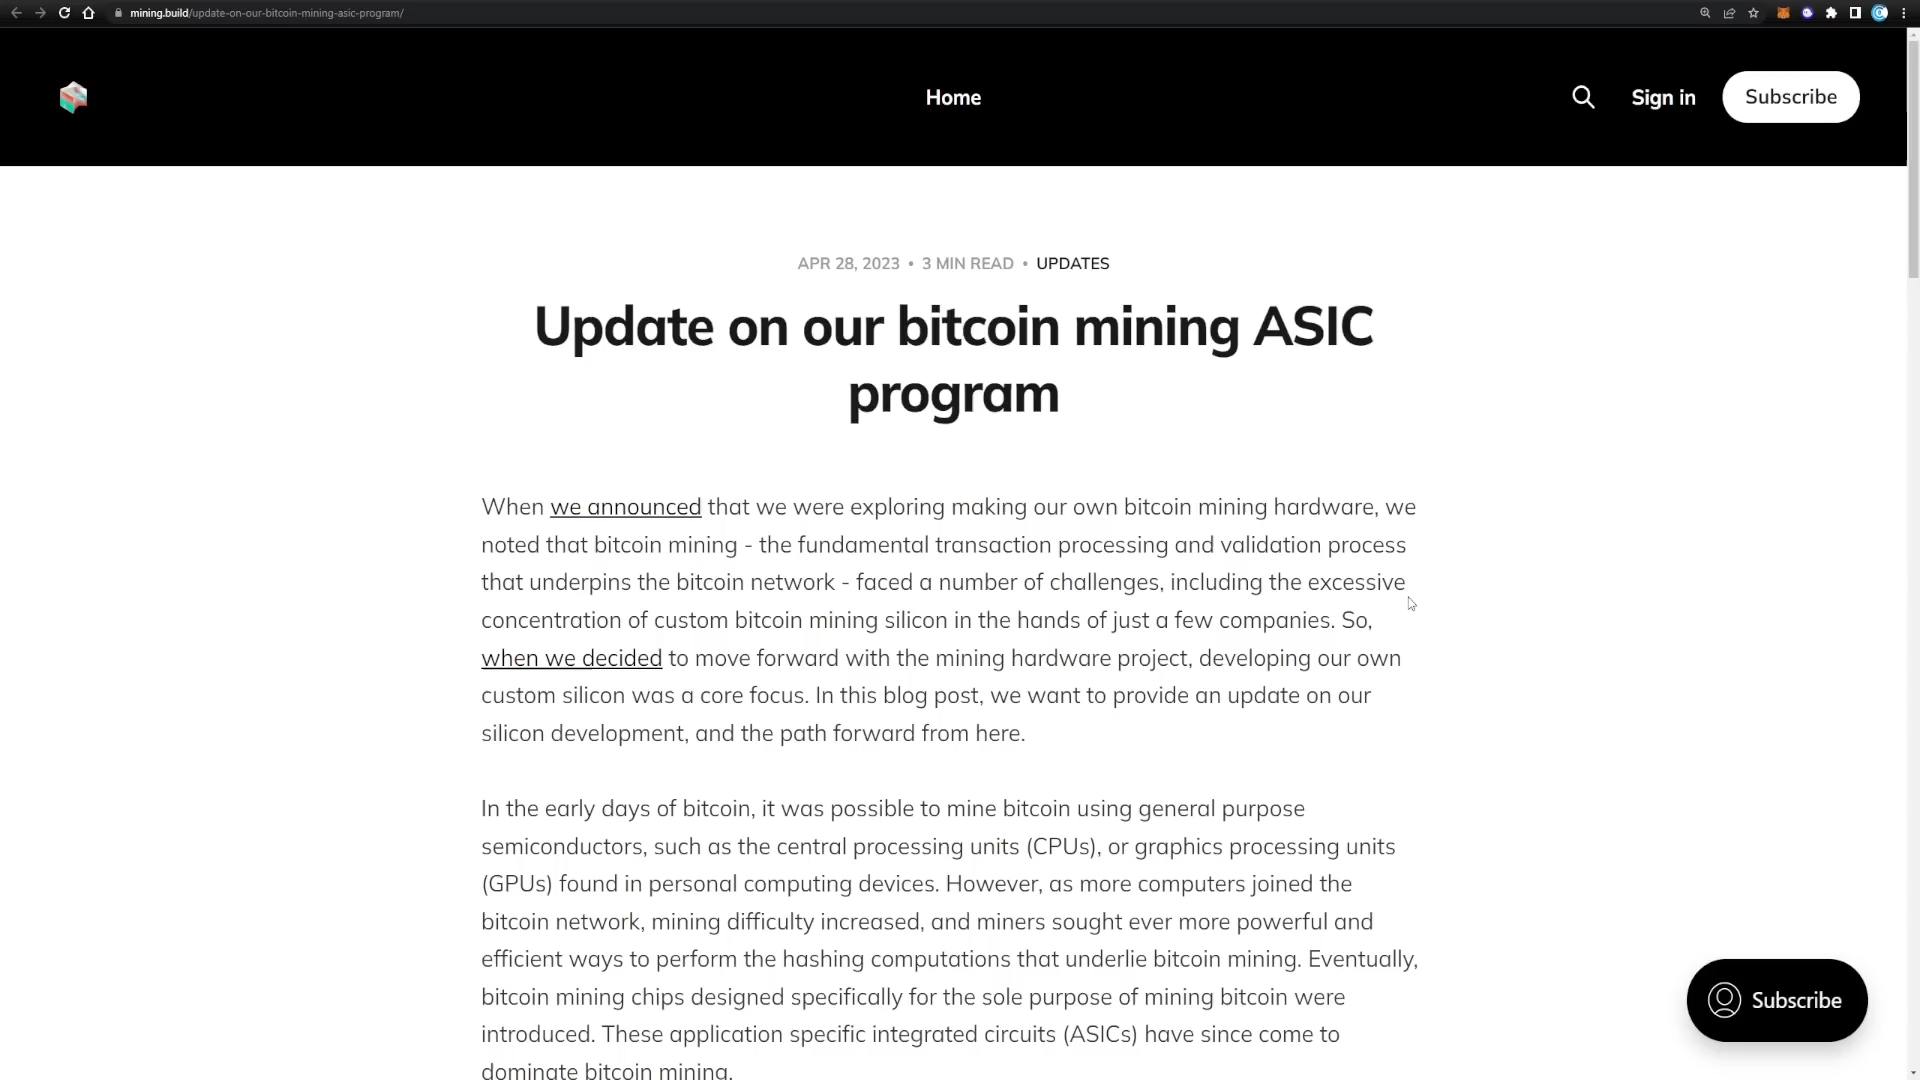 mining.build/update-on-our-bitcoin-mining-asic-program/
Home
Sign in
Subscribe
APR 28, 2023 • 3 MIN READ • UPDATES
Update on our bitcoin mining ASIC
program
When we announced that we were exploring making our own bitcoin mining hardware, we
noted that bitcoin mining - the fundamental transaction processing and validation process
that underpins the bitcoin network - faced a number of challenges, including the excessive
concentration of custom bitcoin mining silicon in the hands of just a few companies. So,
when we decided to move forward with the mining hardware project, developing our own
custom silicon was a core focus. In this blog post, we want to provide an update on our
silicon development, and the path forward from here.
In the early days of bitcoin, it was possible to mine bitcoin using general purpose
semiconductors, such as the central processing units (CPUs), or graphics processing units
(GPUs) found in personal computing devices. However, as more computers joined the
bitcoin network, mining difficulty increased, and miners sought ever more powerful and
efficient ways to perform the hashing computations that underlie bitcoin mining. Eventually,
bitcoin mining chips designed specifically for the sole purpose of mining bitcoin were
introduced. These application specific integrated circuits (ASICs) have since come to
dominate bitcoin mining.
Subscribe